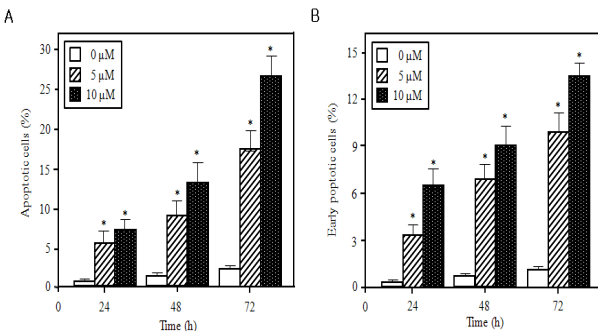 A
B
0 µM
5 µM
10 µM
0 µM
5 µM
10 µM
Apoptotic cells (%)
30
25
20
15
10
5
0
0
24
48
72
Time (h)
Early poptotic cells (%)
15
12
9
6
3
0
0
24
48
72
Time (h)
* * * * * *
* * * * * *